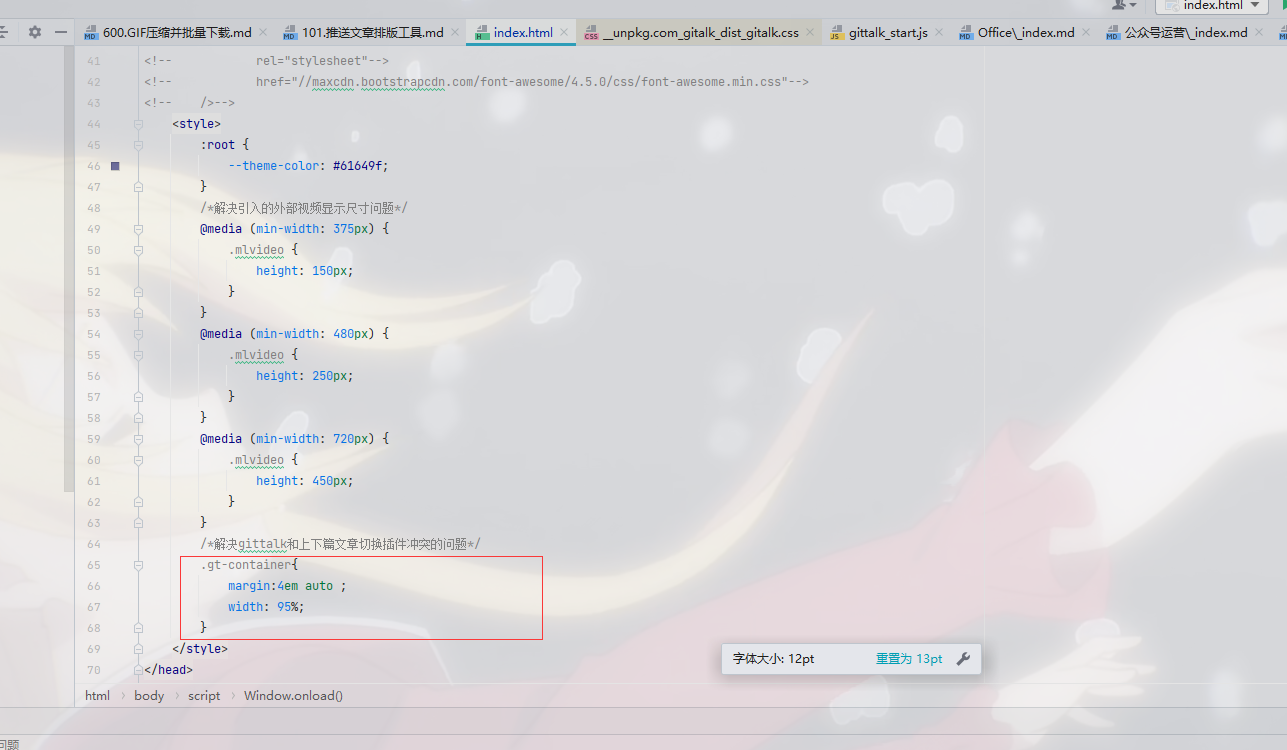 index.html
600.GIF压缩并批量下载.md
101.推送文章排版工具.md
index.html
__unpkg.com_gitalk_dist_gitalk.css
gittalk_start.js
Office\_index.md
公众号运营\_index.md
41 <!-- rel="stylesheet"-->
42 <!-- href="//maxcdn.bootstrapcdn.com/font-awesome/4.5.0/css/font-awesome.min.css"-->
43 <!-- />-->
44 <style>
45 :root {
46 --theme-color: #61649f;
47 }
48 /*解决引入的外部视频显示尺寸问题*/
49 @media (min-width: 375px) {
50 .mlvideo {
51 height: 150px;
52 }
53 }
54 @media (min-width: 480px) {
55 .mlvideo {
56 height: 250px;
57 }
58 }
59 @media (min-width: 720px) {
60 .mlvideo {
61 height: 450px;
62 }
63 }
64 /*解决gittalk和上下篇文章切换插件冲突的问题*/
65 .gt-container{
66 margin:4em auto ;
67 width: 95%;
68 }
69 </style>
70 </head>
字体大小: 12pt 重置为 13pt
html › body › script › Window.onload()
问题